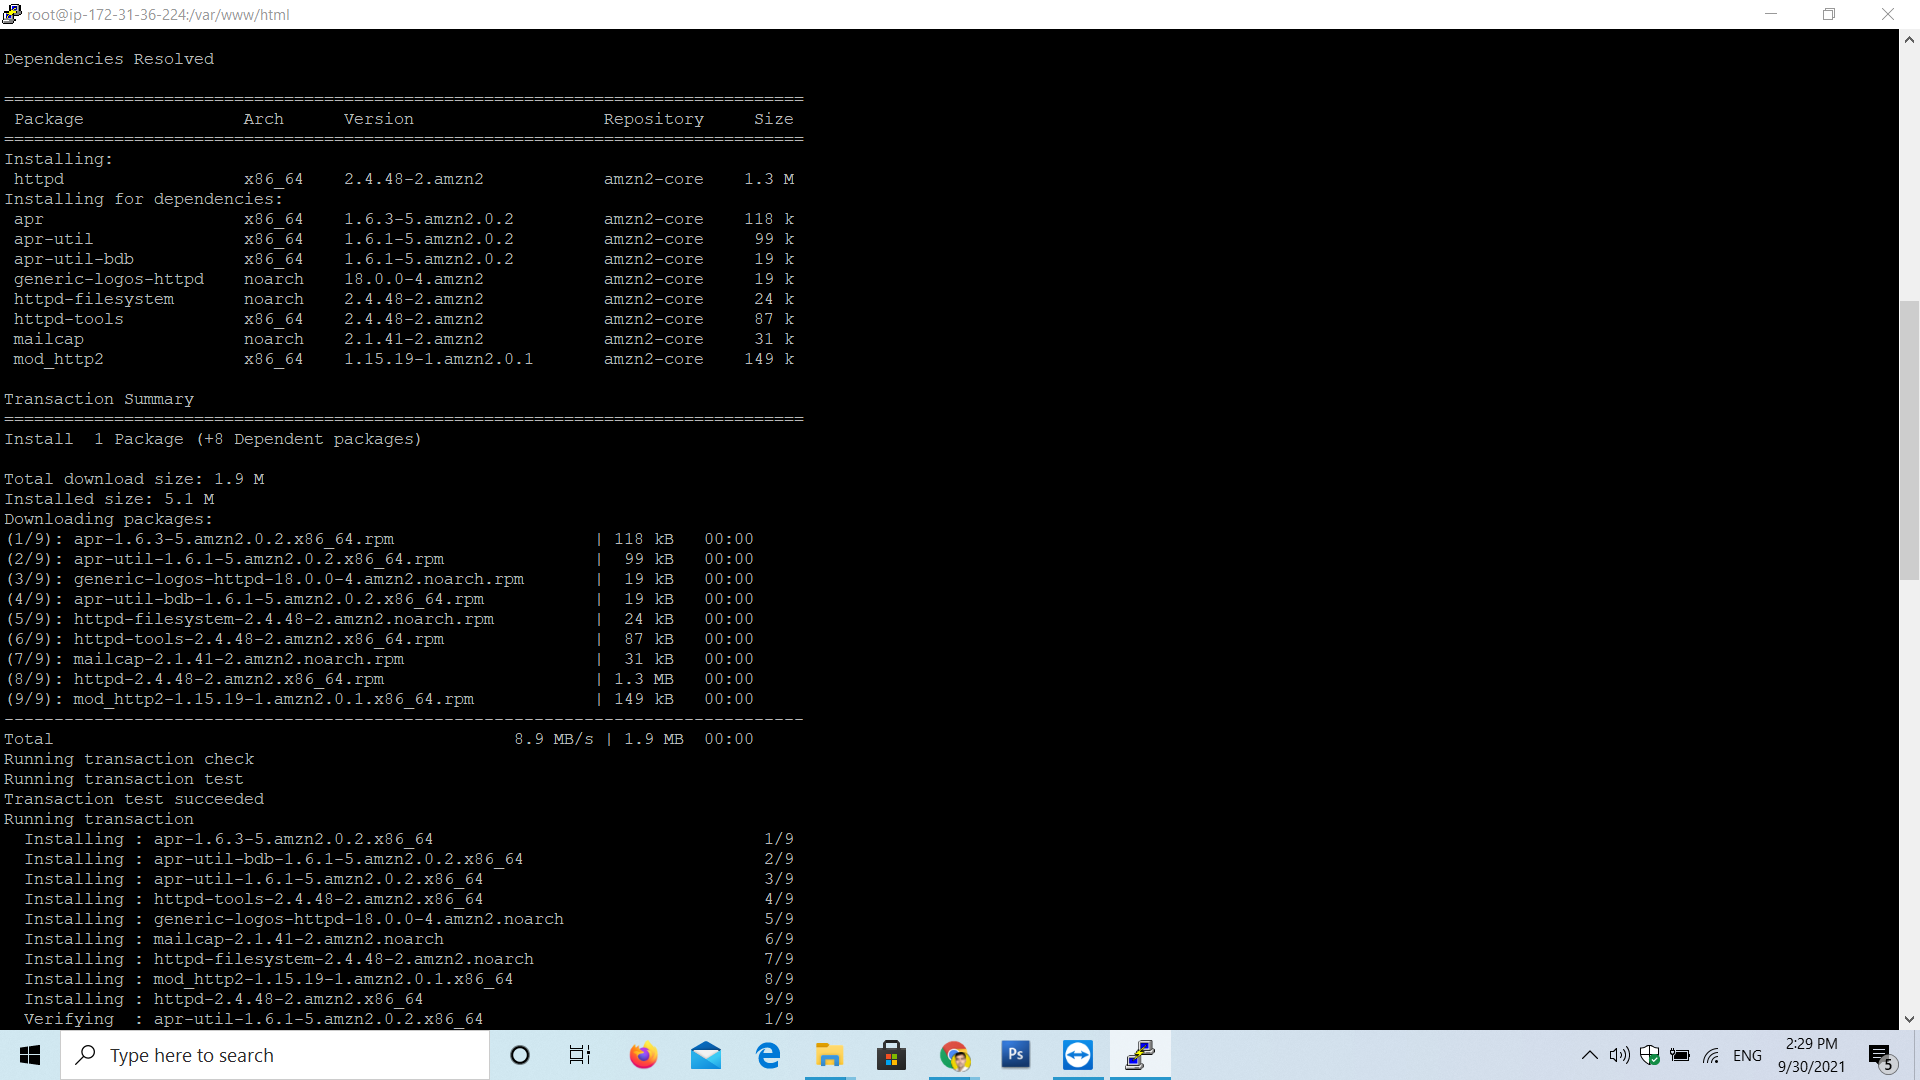 root@ip-172-31-36-224:/var/www/html
Dependencies Resolved
================================================================================
Package Arch Version Repository Size
================================================================================
Installing:
httpd x86_64 2.4.48-2.amzn2 amzn2-core 1.3 M
Installing for dependencies:
apr x86_64 1.6.3-5.amzn2.0.2 amzn2-core 118 k
apr-util x86_64 1.6.1-5.amzn2.0.2 amzn2-core 99 k
apr-util-bdb x86_64 1.6.1-5.amzn2.0.2 amzn2-core 19 k
generic-logos-httpd noarch 18.0.0-4.amzn2 amzn2-core 19 k
httpd-filesystem noarch 2.4.48-2.amzn2 amzn2-core 24 k
httpd-tools x86_64 2.4.48-2.amzn2 amzn2-core 87 k
mailcap noarch 2.1.41-2.amzn2 amzn2-core 31 k
mod_http2 x86_64 1.15.19-1.amzn2.0.1 amzn2-core 149 k
Transaction Summary
================================================================================
Install 1 Package (+8 Dependent packages)
Total download size: 1.9 M
Installed size: 5.1 M
Downloading packages:
(1/9): apr-1.6.3-5.amzn2.0.2.x86_64.rpm | 118 kB 00:00
(2/9): apr-util-1.6.1-5.amzn2.0.2.x86_64.rpm | 99 kB 00:00
(3/9): generic-logos-httpd-18.0.0-4.amzn2.noarch.rpm | 19 kB 00:00
(4/9): apr-util-bdb-1.6.1-5.amzn2.0.2.x86_64.rpm | 19 kB 00:00
(5/9): httpd-filesystem-2.4.48-2.amzn2.noarch.rpm | 24 kB 00:00
(6/9): httpd-tools-2.4.48-2.amzn2.x86_64.rpm | 87 kB 00:00
(7/9): mailcap-2.1.41-2.amzn2.noarch.rpm | 31 kB 00:00
(8/9): httpd-2.4.48-2.amzn2.x86_64.rpm | 1.3 MB 00:00
(9/9): mod_http2-1.15.19-1.amzn2.0.1.x86_64.rpm | 149 kB 00:00
--------------------------------------------------------------------------------
Total 8.9 MB/s | 1.9 MB 00:00
Running transaction check
Running transaction test
Transaction test succeeded
Running transaction
Installing : apr-1.6.3-5.amzn2.0.2.x86_64 1/9
Installing : apr-util-bdb-1.6.1-5.amzn2.0.2.x86_64 2/9
Installing : apr-util-1.6.1-5.amzn2.0.2.x86_64 3/9
Installing : httpd-tools-2.4.48-2.amzn2.x86_64 4/9
Installing : generic-logos-httpd-18.0.0-4.amzn2.noarch 5/9
Installing : mailcap-2.1.41-2.amzn2.noarch 6/9
Installing : httpd-filesystem-2.4.48-2.amzn2.noarch 7/9
Installing : mod_http2-1.15.19-1.amzn2.0.1.x86_64 8/9
Installing : httpd-2.4.48-2.amzn2.x86_64 9/9
Verifying : apr-util-1.6.1-5.amzn2.0.2.x86_64 1/9
Type here to search
Ps
ENG
2:29 PM
9/30/2021
5